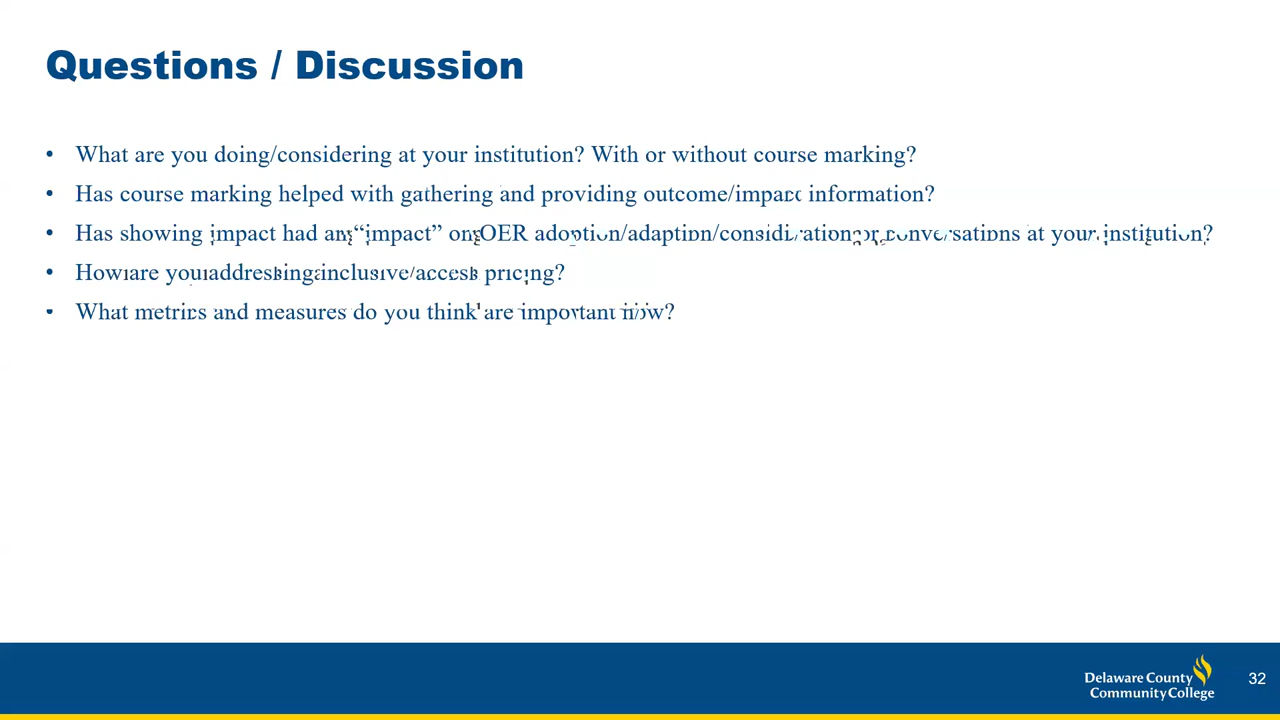 Questions / Discussion
• What are you doing/considering at your institution? With or without course marking?
• Has course marking helped with gathering and providing outcome/impact information?
• Has showing impact had any “impact” on OER adoption/adaption/consideration or conversations at your institution?
• How are you addressing inclusive/access pricing?
• What metrics and measures do you think are important now?
Delaware County
Community College
32